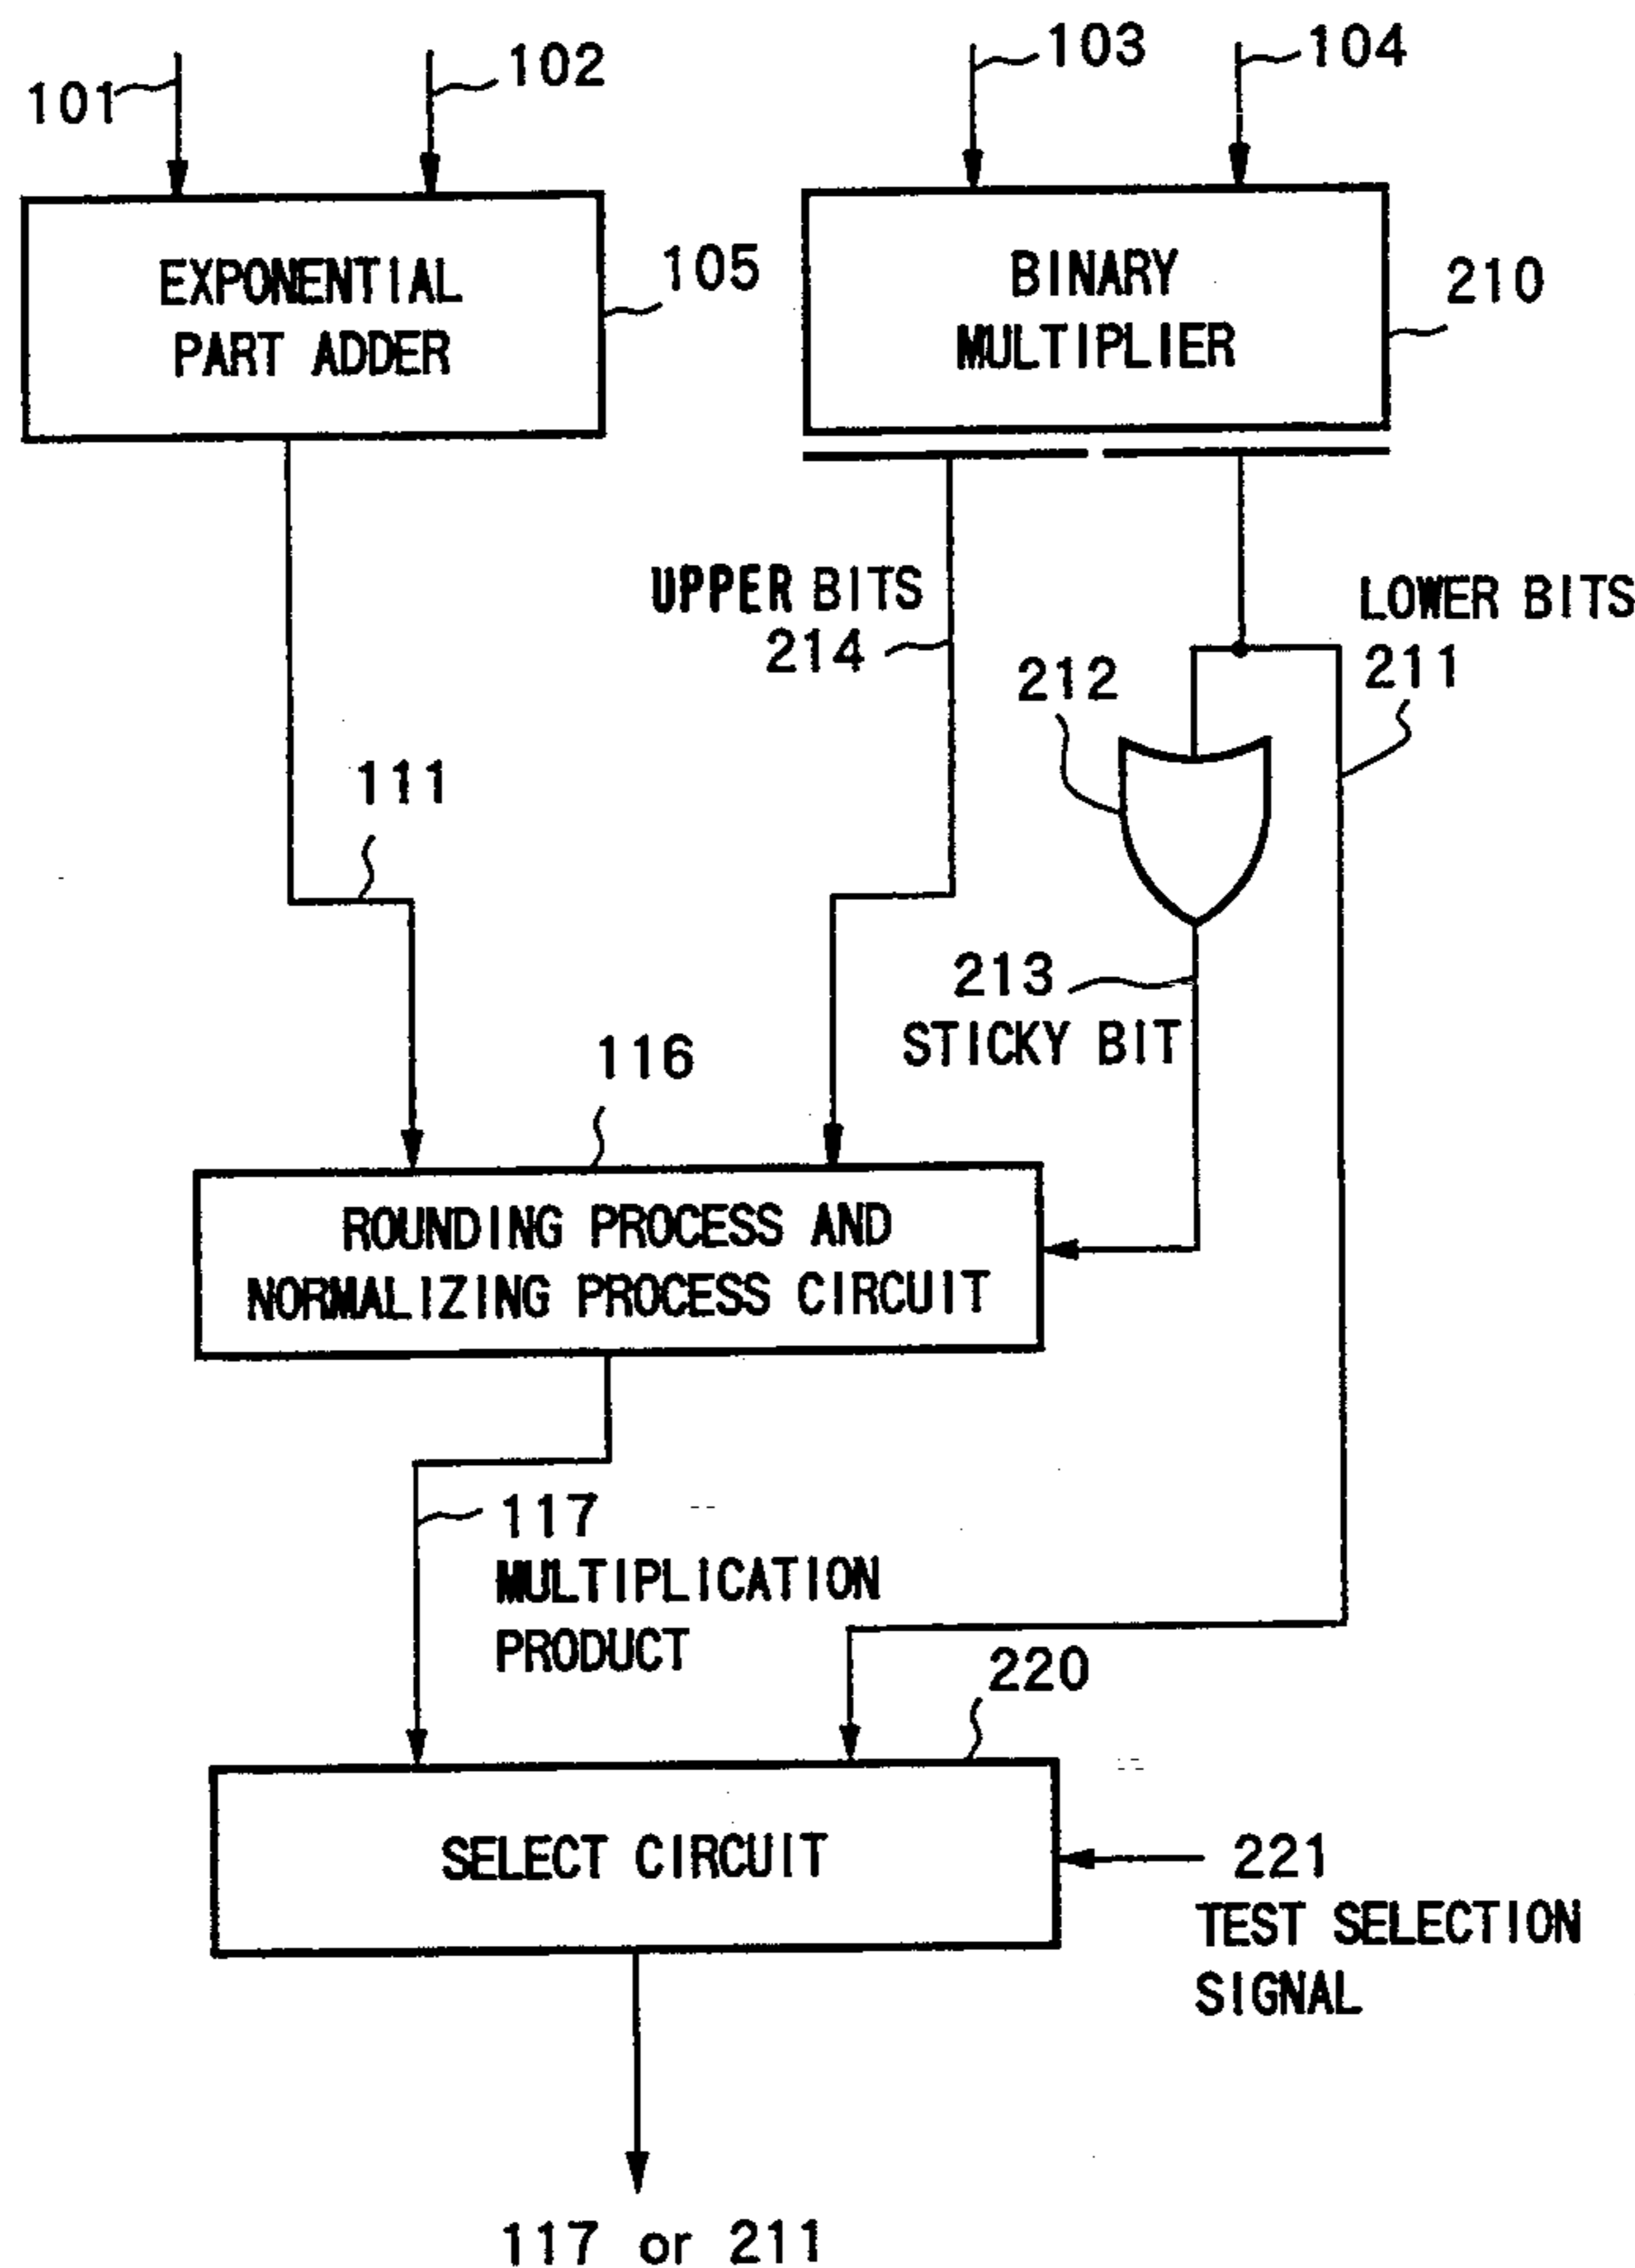 101
102
103
104
EXPONENTIAL
PART ADDER
105
BINARY
MULTIPLIER
210
UPPER BITS
214
LOWER BITS
211
212
111
213
STICKY BIT
116
ROUNDING PROCESS AND
NORMALIZING PROCESS CIRCUIT
117
MULTIPLICATION
PRODUCT
220
SELECT CIRCUIT
221
TEST SELECTION
SIGNAL
117 or 211